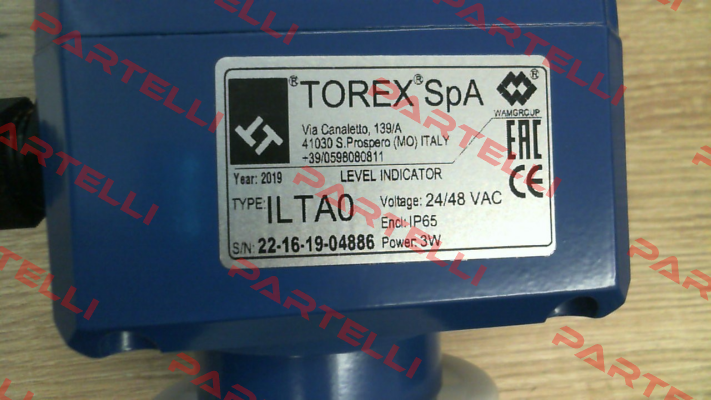 TOREX® SpA
WAMGROUP
®
Via Canaletto, 139/A
41030 S.Prospero (MO) ITALY
+39/0598080811
EAC
CE
Year: 2019 LEVEL INDICATOR
TYPE: ILTA0 Voltage: 24/48 VAC
Encl: IP65
S/N: 22-16-19-04886 Power: 3W
PARTELLI
PARTELLI
PARTELLI
PARTELLI
PARTELLI
PARTELLI
PARTELLI
PARTELLI